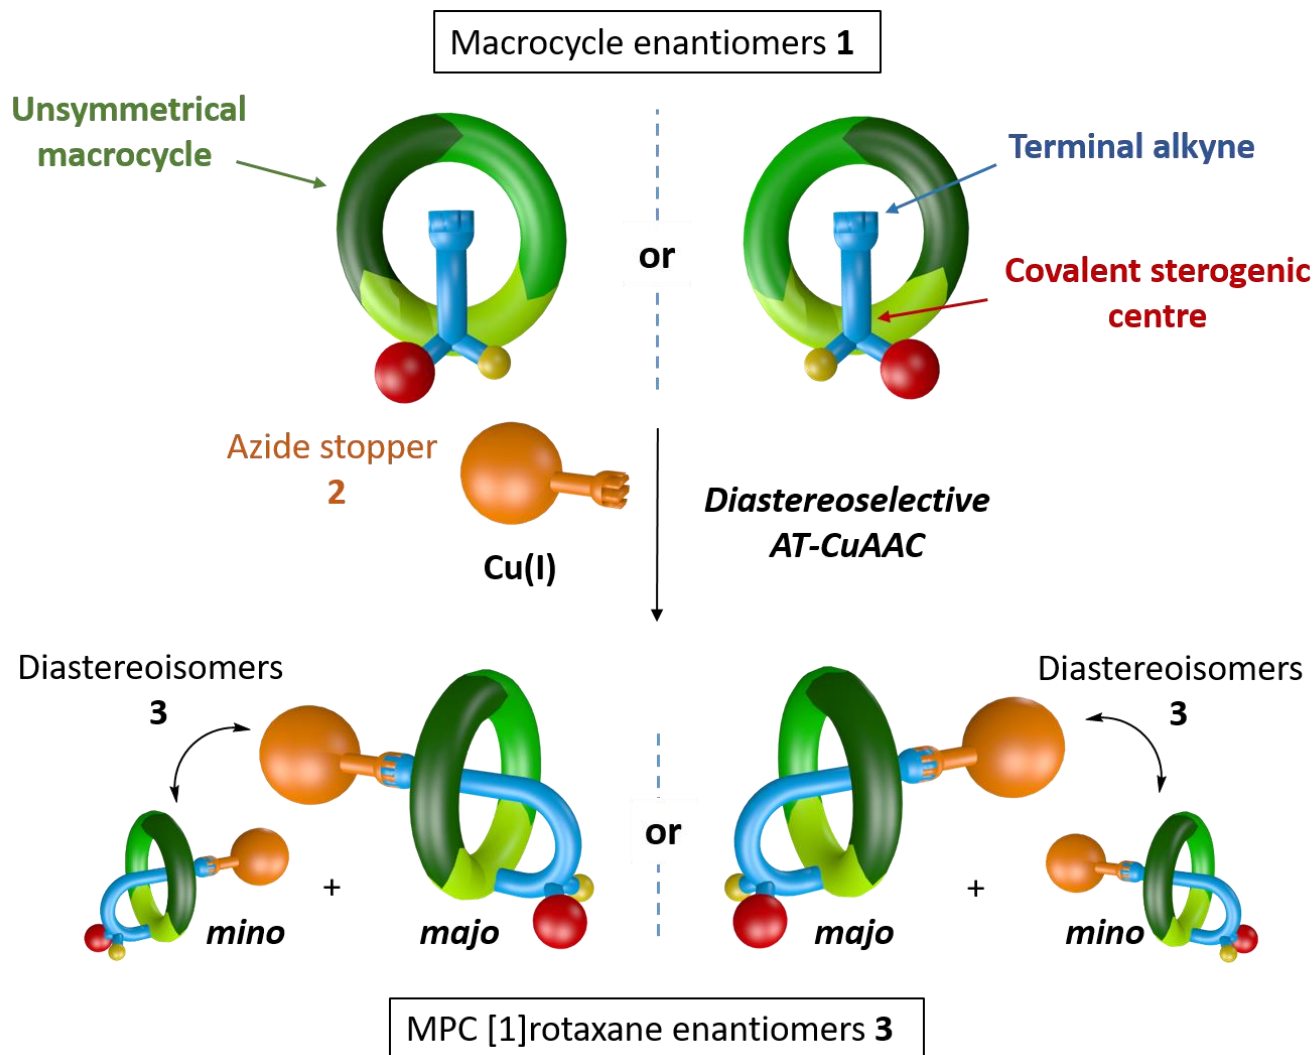 Macrocycle enantiomers 1
Unsymmetrical
macrocycle
Terminal alkyne
or
Covalent sterogenic
centre
Azide stopper
2
Cu(I)
Diastereoselective
AT-CuAAC
Diastereoisomers
3
Diastereoisomers
3
or
+
mino
majo
majo
+
mino
MPC [1]rotaxane enantiomers 3